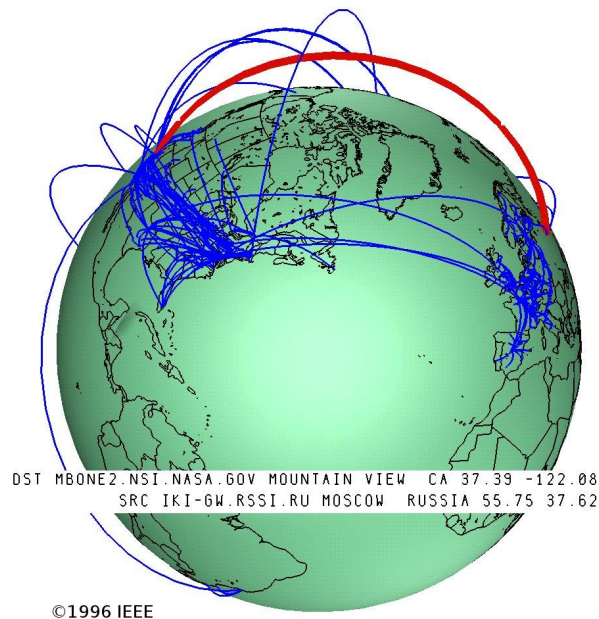 DST MBONE2.NSI.NASA.GOV MOUNTAIN VIEW CA 37.39 -122.08
SRC IKI-GW.RSSI.RU MOSCOW RUSSIA 55.75 37.62
©1996 IEEE